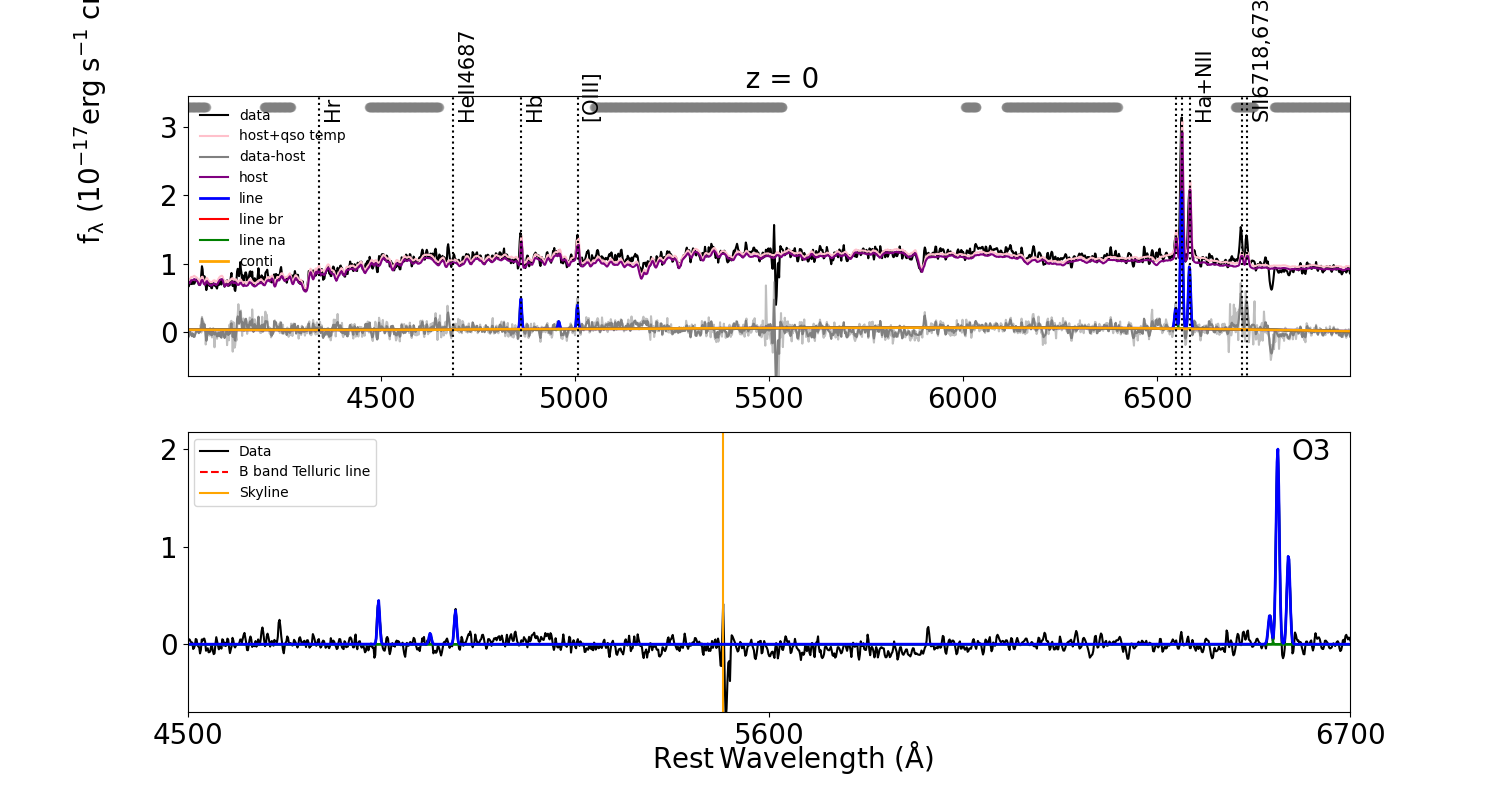 z = 0
f_λ (10^−17 erg s^−1
Hr
HeII4687
Hb
[OIII]
Ha+NII
SII6718,673
data
host+qso temp
data-host
host
line
line br
line na
conti
3
2
1
0
4500 5000 5500 6000 6500
Data
B band Telluric line
Skyline
O3
2
1
0
4500 5600 6700
Rest Wavelength (Å)